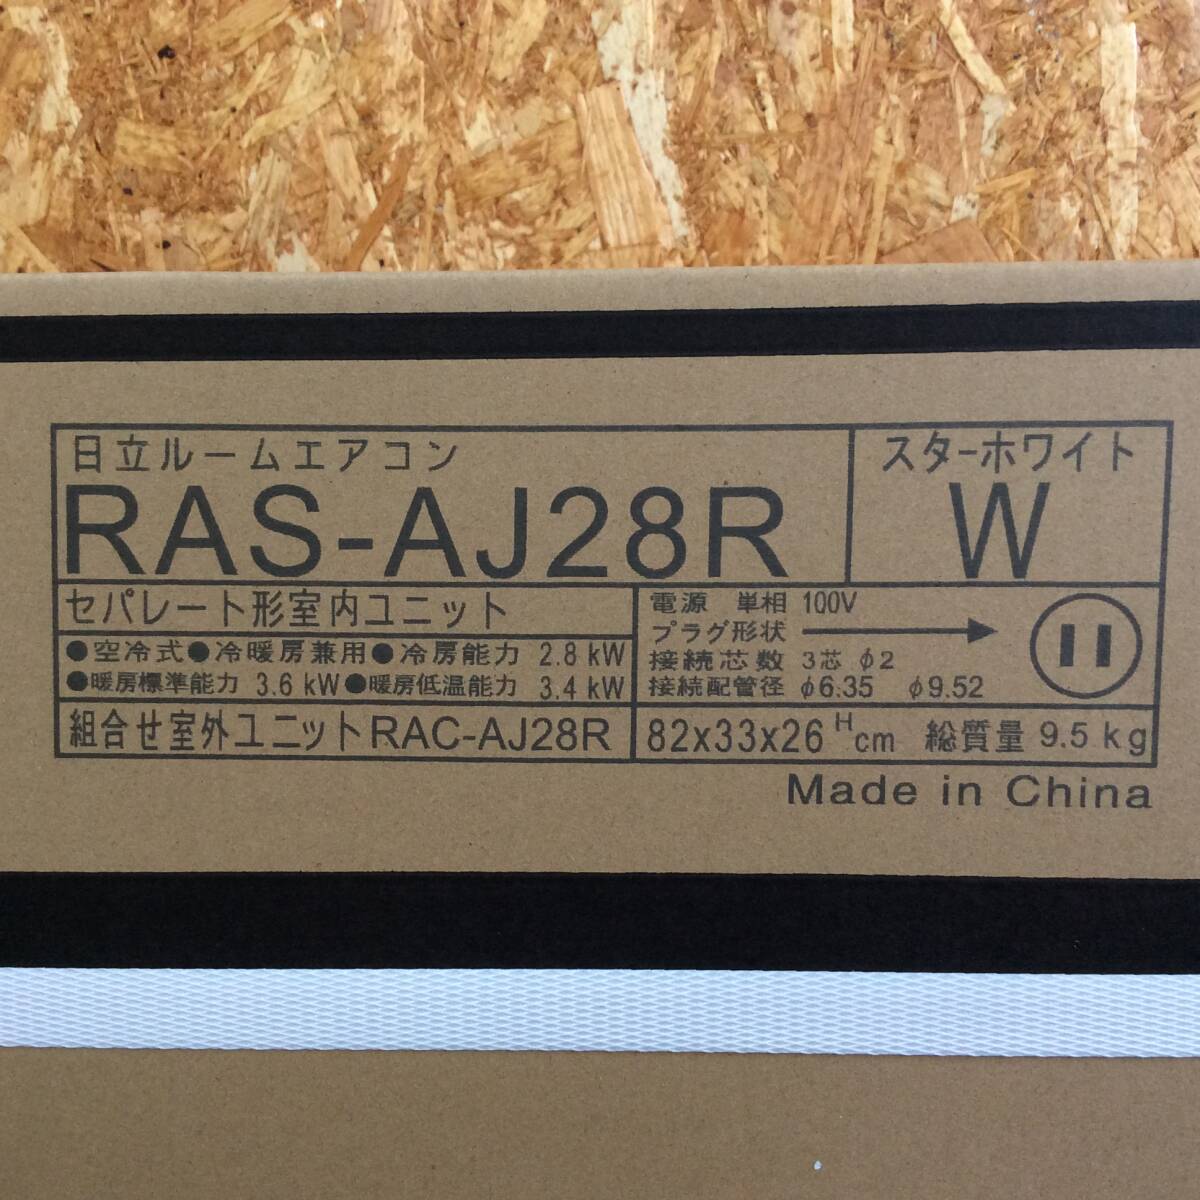 日立ルームエアコン
RAS-AJ28R
スターホワイト
W
セパレート形室内ユニット
●空冷式●冷暖房兼用●冷房能力 2.8 kW
●暖房標準能力 3.6 kW●暖房低温能力 3.4 kW
組合せ室外ユニットRAC-AJ28R
電源 単相 100V
プラグ形状
接続芯数 3芯 φ2
接続配管径 φ6.35 φ9.52
82x33x26ᴴcm 総質量 9.5 kg
Made in China